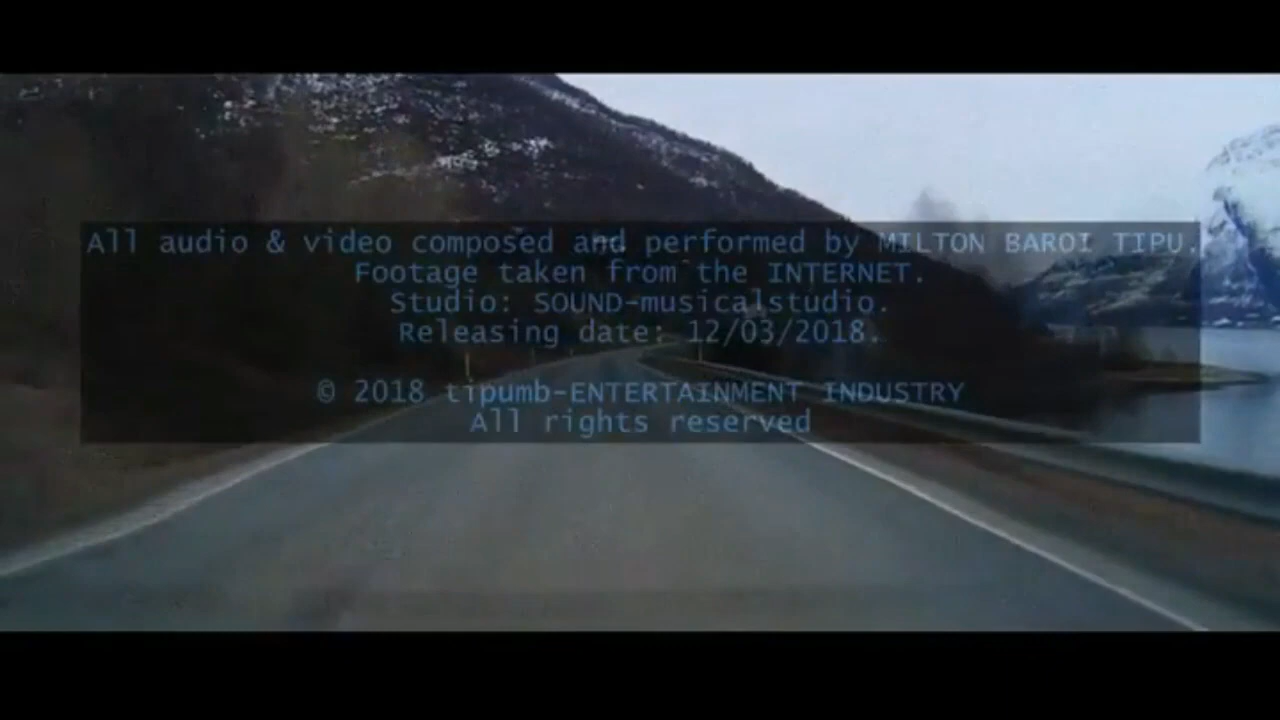 All audio & video composed and performed by MILTON BAROI TIPU.
Footage taken from the INTERNET.
Studio: SOUND-musicalstudio.
Releasing date: 12/03/2018.
© 2018 tipumb-ENTERTAINMENT INDUSTRY
All rights reserved